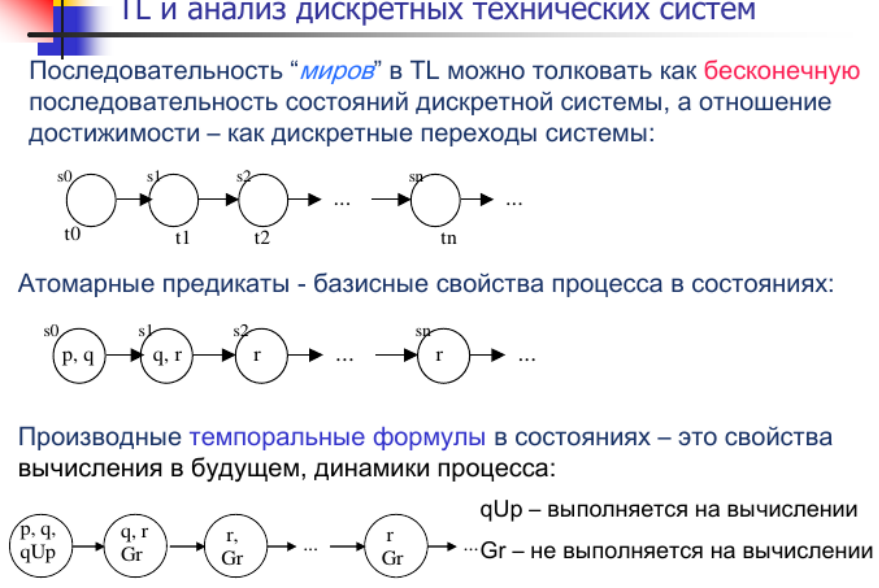 TL и анализ дискретных технических систем
Последовательность “миров” в TL можно толковать как бесконечную
последовательность состояний дискретной системы, а отношение
достижимости – как дискретные переходы системы:
s0 s1 s2 ... sn ...
t0 t1 t2 tn
Атомарные предикаты - базисные свойства процесса в состояниях:
s0 s1 s2 sn
p, q q, r r ... r ...
Производные темпоральные формулы в состояниях – это свойства
вычисления в будущем, динамики процесса:
qUp – выполняется на вычислении
p, q, q, r r, r
qUp Gr Gr ... Gr ... Gr – не выполняется на вычислении